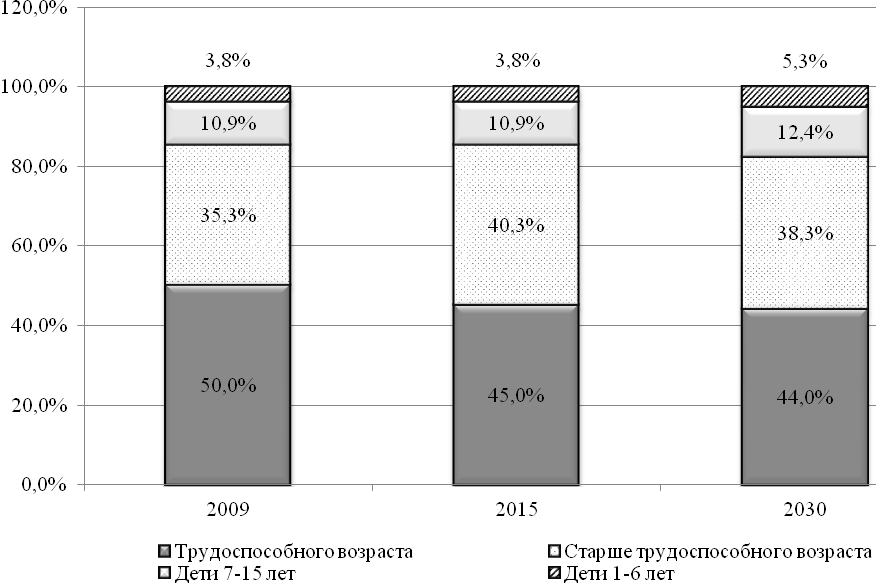 120,0%
3,8% 3,8% 5,3%
100,0%
10,9% 10,9% 12,4%
80,0%
35,3% 40,3% 38,3%
60,0%
40,0%
50,0% 45,0% 44,0%
20,0%
0,0%
2009 2015 2030
Трудоспособного возраста Старше трудоспособного возраста
Дети 7-15 лет Дети 1-6 лет